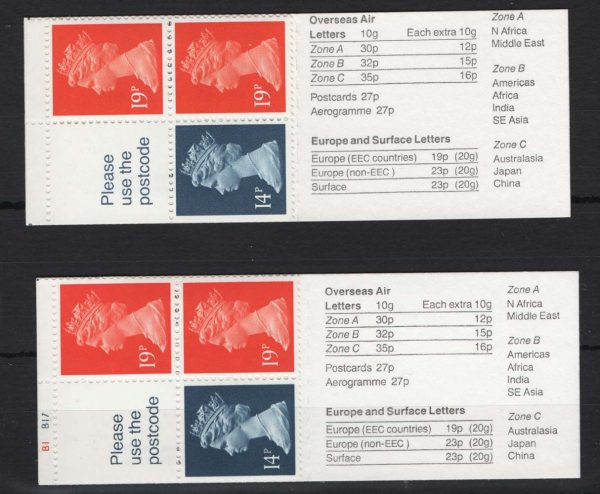 19P
19P
Please
use the
postcode
14P
Overseas Air
Letters 10g Each extra 10g
Zone A 30p 12p
Zone B 32p 15p
Zone C 35p 16p
Postcards 27p
Aerogramme 27p
Europe and Surface Letters
Europe (EEC countries) 19p (20g)
Europe (non-EEC ) 23p (20g)
Surface 23p (20g)
Zone A
N Africa
Middle East
Zone B
Americas
Africa
India
SE Asia
Zone C
Australasia
Japan
China
19P
19P
B1 B17
Please
use the
postcode
14P
Overseas Air
Letters 10g Each extra 10g
Zone A 30p 12p
Zone B 32p 15p
Zone C 35p 16p
Postcards 27p
Aerogramme 27p
Europe and Surface Letters
Europe (EEC countries) 19p (20g)
Europe (non-EEC ) 23p (20g)
Surface 23p (20g)
Zone A
N Africa
Middle East
Zone B
Americas
Africa
India
SE Asia
Zone C
Australasia
Japan
China